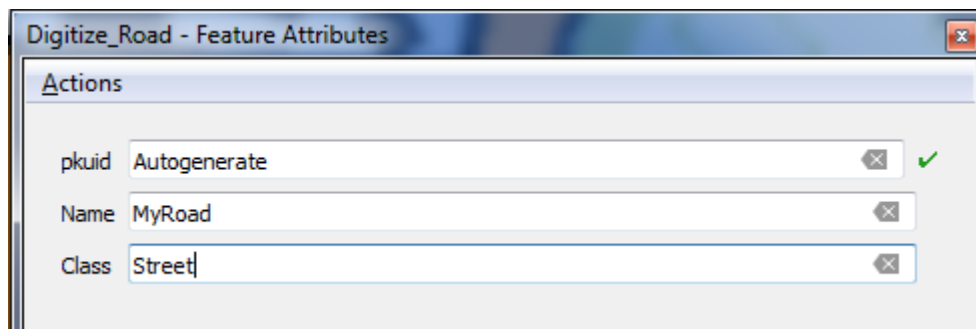 Digitize_Road - Feature Attributes
Actions
pkuid Autogenerate
Name MyRoad
Class Street